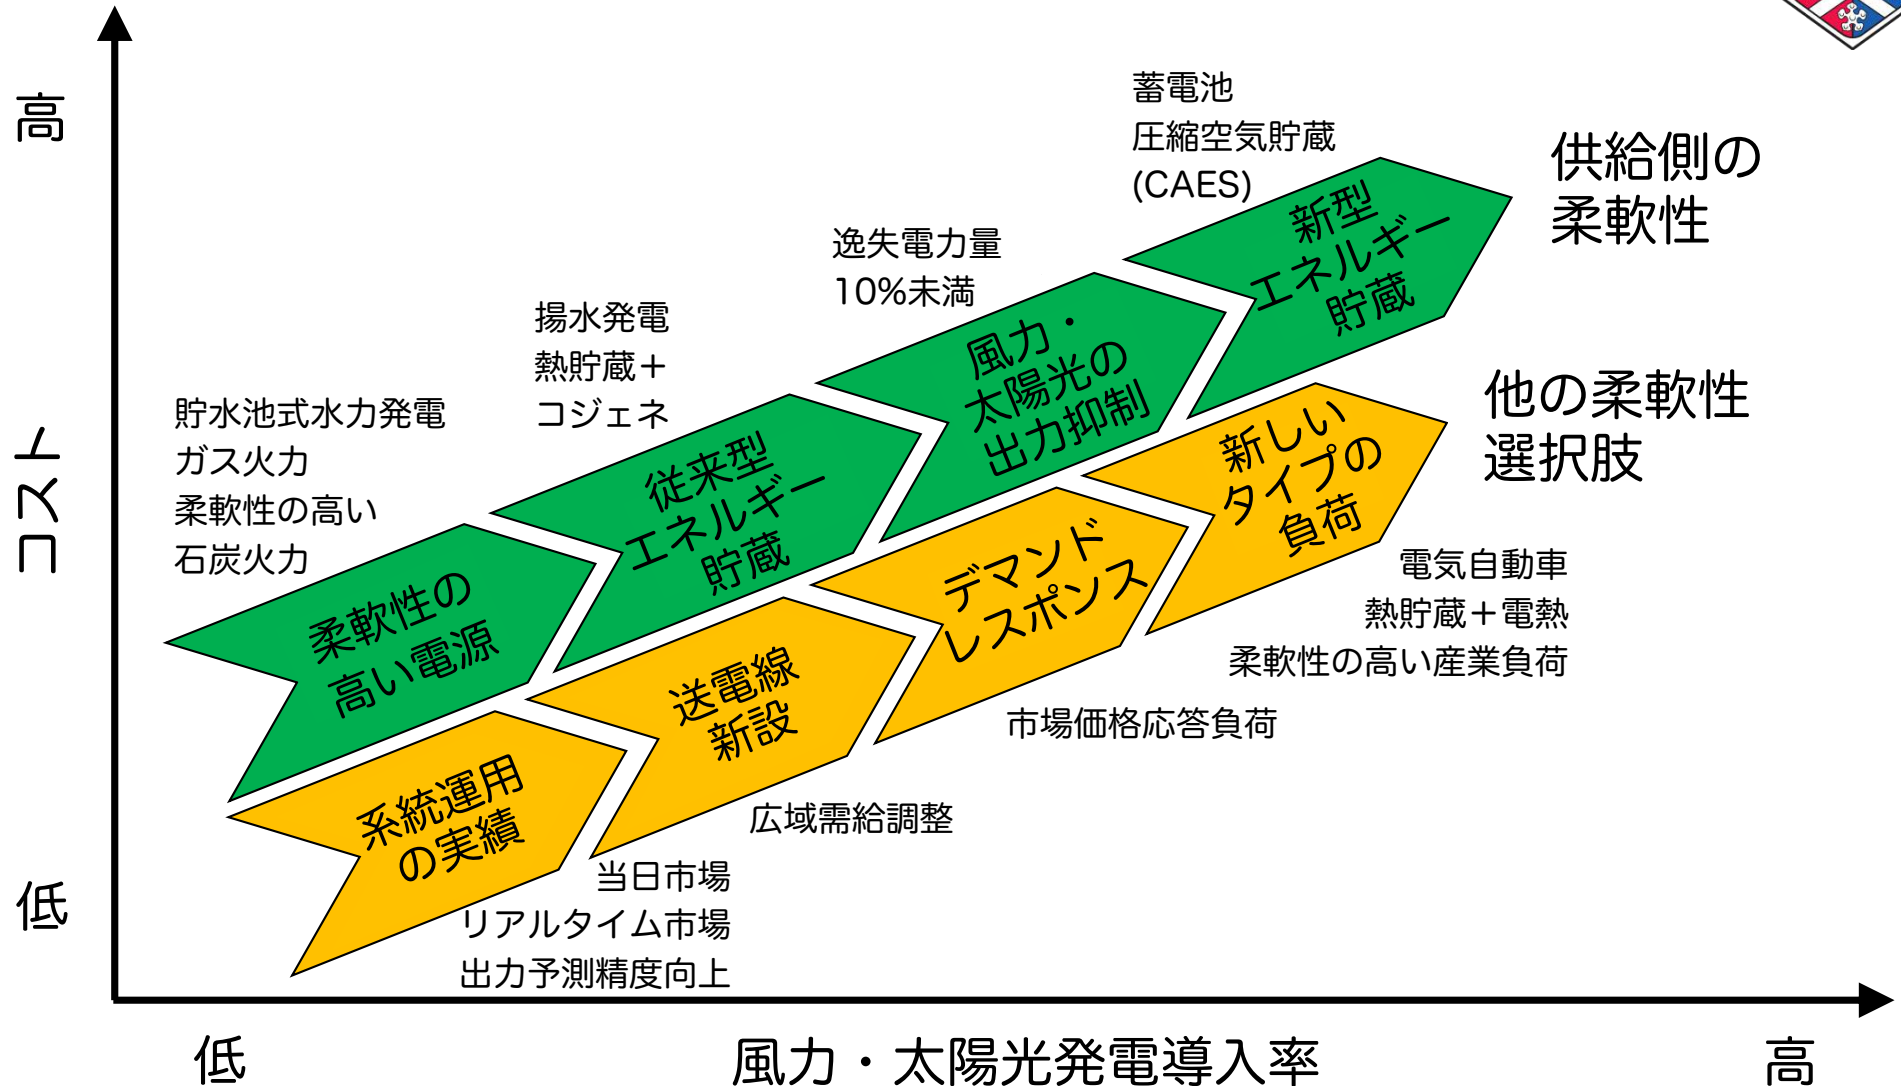 高
コスト
低
低
風力・太陽光発電導入率
高
供給側の
柔軟性
蓄電池
圧縮空気貯蔵
(CAES)
新型
エネルギー
貯蔵
逸失電力量
10%未満
風力・
太陽光の
出力抑制
揚水発電
熱貯蔵＋
コジェネ
従来型
エネルギー
貯蔵
貯水池式水力発電
ガス火力
柔軟性の高い
石炭火力
柔軟性の
高い電源
他の柔軟性
選択肢
新しい
タイプの
負荷
電気自動車
熱貯蔵＋電熱
柔軟性の高い産業負荷
デマンド
レスポンス
市場価格応答負荷
送電線
新設
広域需給調整
系統運用
の実績
当日市場
リアルタイム市場
出力予測精度向上